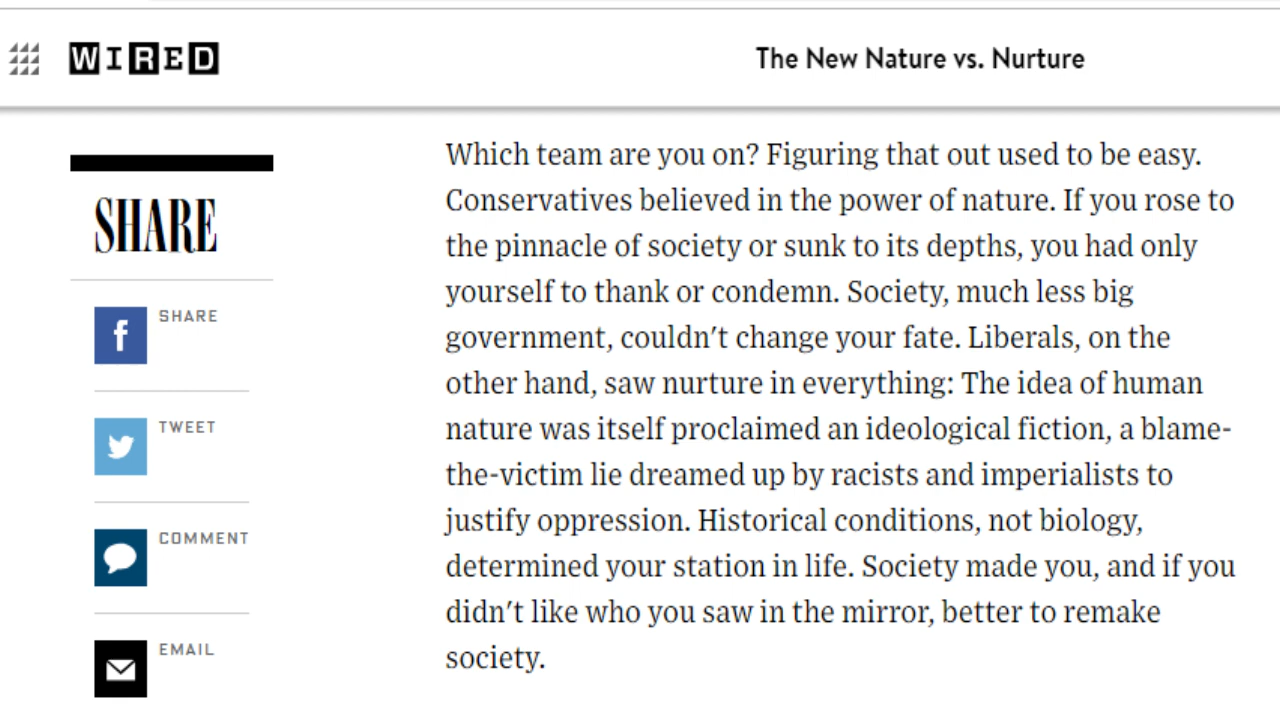 WIRED
The New Nature vs. Nurture
SHARE
SHARE
TWEET
COMMENT
EMAIL
Which team are you on? Figuring that out used to be easy.
Conservatives believed in the power of nature. If you rose to
the pinnacle of society or sunk to its depths, you had only
yourself to thank or condemn. Society, much less big
government, couldn't change your fate. Liberals, on the
other hand, saw nurture in everything: The idea of human
nature was itself proclaimed an ideological fiction, a blame-
the-victim lie dreamed up by racists and imperialists to
justify oppression. Historical conditions, not biology,
determined your station in life. Society made you, and if you
didn't like who you saw in the mirror, better to remake
society.